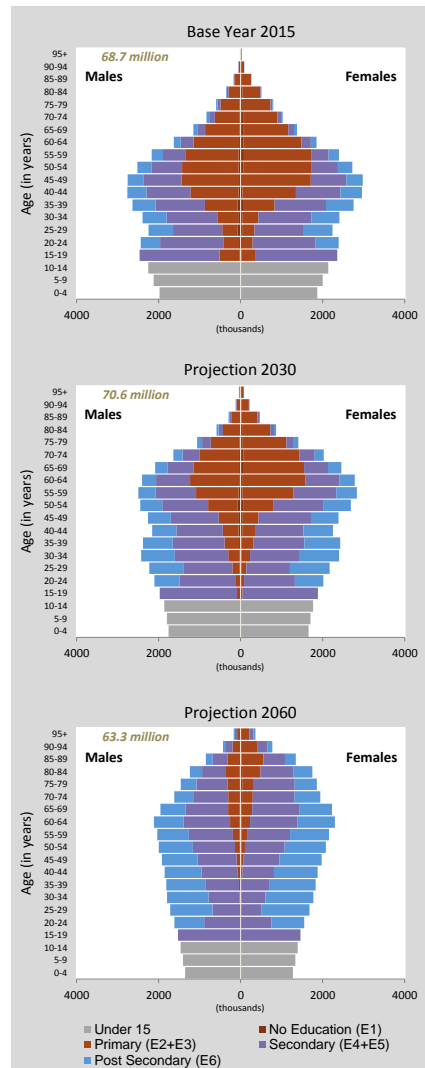 Base Year 2015
68.7 million
Males Females
Age (in years)
95+
90-94
85-89
80-84
75-79
70-74
65-69
60-64
55-59
50-54
45-49
40-44
35-39
30-34
25-29
20-24
15-19
10-14
5-9
0-4
4000 2000 0 2000 4000
(thousands)
Projection 2030
70.6 million
Males Females
Age (in years)
95+
90-94
85-89
80-84
75-79
70-74
65-69
60-64
55-59
50-54
45-49
40-44
35-39
30-34
25-29
20-24
15-19
10-14
5-9
0-4
4000 2000 0 2000 4000
(thousands)
Projection 2060
63.3 million
Males Females
Age (in years)
95+
90-94
85-89
80-84
75-79
70-74
65-69
60-64
55-59
50-54
45-49
40-44
35-39
30-34
25-29
20-24
15-19
10-14
5-9
0-4
4000 2000 0 2000 4000
(thousands)
Under 15 No Education (E1)
Primary (E2+E3) Secondary (E4+E5)
Post Secondary (E6)